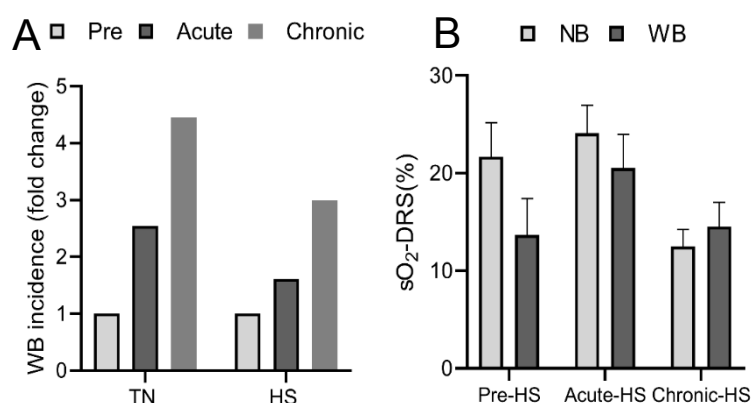 A
Pre
Acute
Chronic
WB incidence (fold change)
5
4
3
2
1
0
TN
HS
B
NB
WB
sO₂-DRS(%)
30
20
10
0
Pre-HS
Acute-HS
Chronic-HS